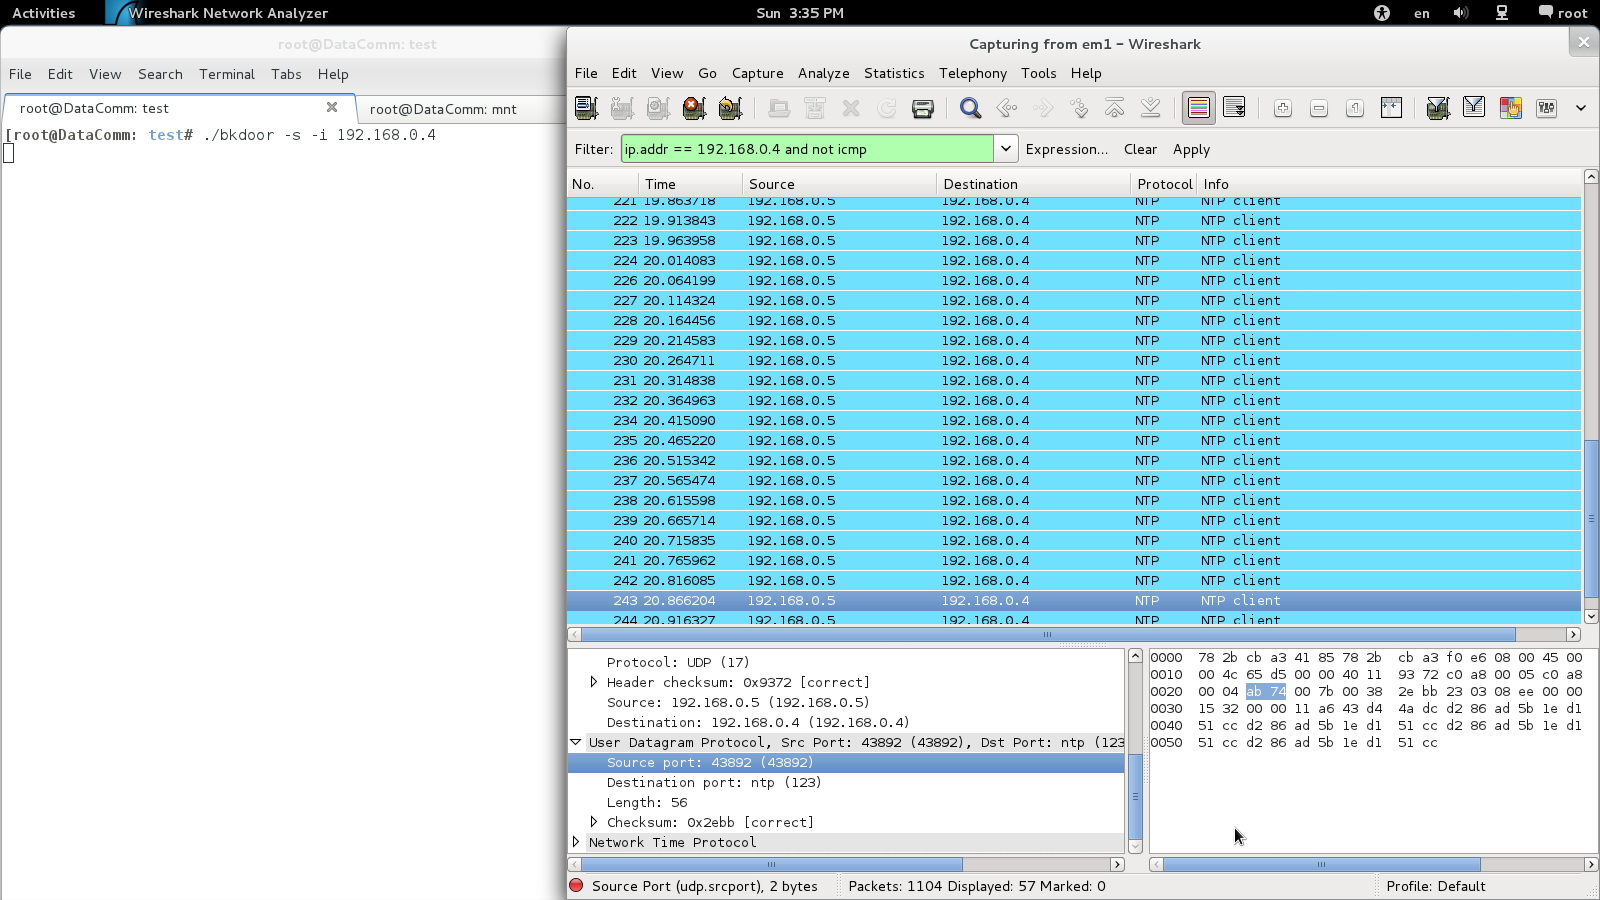 Activities
Wireshark Network Analyzer
Sun 3:35 PM
en
root
root@DataComm: test
File Edit View Search Terminal Tabs Help
root@DataComm: test
root@DataComm: mnt
[root@DataComm: test# ./bkdoor -s -i 192.168.0.4
Capturing from em1 - Wireshark
File Edit View Go Capture Analyze Statistics Telephony Tools Help
Filter: ip.addr == 192.168.0.4 and not icmp Expression... Clear Apply
No. Time Source Destination Protocol Info
221 19.863718 192.168.0.5 192.168.0.4 NTP NTP client
222 19.913843 192.168.0.5 192.168.0.4 NTP NTP client
223 19.963958 192.168.0.5 192.168.0.4 NTP NTP client
224 20.014083 192.168.0.5 192.168.0.4 NTP NTP client
226 20.064199 192.168.0.5 192.168.0.4 NTP NTP client
227 20.114324 192.168.0.5 192.168.0.4 NTP NTP client
228 20.164456 192.168.0.5 192.168.0.4 NTP NTP client
229 20.214583 192.168.0.5 192.168.0.4 NTP NTP client
230 20.264711 192.168.0.5 192.168.0.4 NTP NTP client
231 20.314838 192.168.0.5 192.168.0.4 NTP NTP client
232 20.364963 192.168.0.5 192.168.0.4 NTP NTP client
234 20.415090 192.168.0.5 192.168.0.4 NTP NTP client
235 20.465220 192.168.0.5 192.168.0.4 NTP NTP client
236 20.515342 192.168.0.5 192.168.0.4 NTP NTP client
237 20.565474 192.168.0.5 192.168.0.4 NTP NTP client
238 20.615598 192.168.0.5 192.168.0.4 NTP NTP client
239 20.665714 192.168.0.5 192.168.0.4 NTP NTP client
240 20.715835 192.168.0.5 192.168.0.4 NTP NTP client
241 20.765962 192.168.0.5 192.168.0.4 NTP NTP client
242 20.816085 192.168.0.5 192.168.0.4 NTP NTP client
243 20.866204 192.168.0.5 192.168.0.4 NTP NTP client
244 20.916327 192.168.0.5 192.168.0.4 NTP NTP client
Protocol: UDP (17)
Header checksum: 0x9372 [correct]
Source: 192.168.0.5 (192.168.0.5)
Destination: 192.168.0.4 (192.168.0.4)
User Datagram Protocol, Src Port: 43892 (43892), Dst Port: ntp (123
Source port: 43892 (43892)
Destination port: ntp (123)
Length: 56
Checksum: 0x2ebb [correct]
Network Time Protocol
0000 78 2b cb a3 41 85 78 2b cb a3 f0 e6 08 00 45 00
0010 00 4c 65 d5 00 00 40 11 93 72 c0 a8 00 05 c0 a8
0020 00 04 ab 74 00 7b 00 38 2e bb 23 03 08 ee 00 00
0030 15 32 00 00 11 a6 43 d4 4a dc d2 86 ad 5b 1e d1
0040 51 cc d2 86 ad 5b 1e d1 51 cc d2 86 ad 5b 1e d1
0050 51 cc d2 86 ad 5b 1e d1 51 cc
Source Port (udp.srcport), 2 bytes
Packets: 1104 Displayed: 57 Marked: 0
Profile: Default